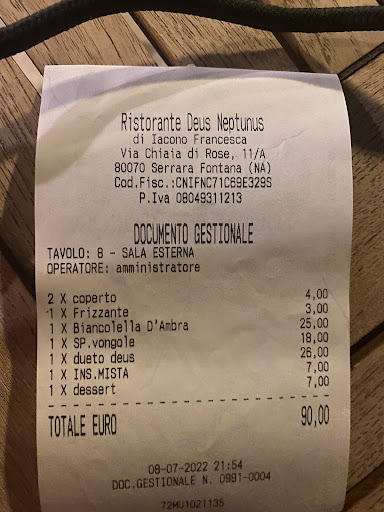 Ristorante Deus Neptunus
di Iacono Francesca
Via Chiaia di Rose, 11/A
80070 Serrara Fontana (NA)
Cod.Fisc.:CNIFNC71C69E329S
P.Iva 08049311213
DOCUMENTO GESTIONALE
TAVOLO: 8 - SALA ESTERNA
OPERATORE: amministratore
2 X coperto 4,00
1 X Frizzante 3,00
1 X Biancolella D'Ambra 25,00
1 X SP.vongole 18,00
1 X dueto deus 26,00
1 X INS.MISTA 7,00
1 X dessert 7,00
TOTALE EURO 90,00
08-07-2022 21:54
DOC.GESTIONALE N. 0991-0004
72MU1021135